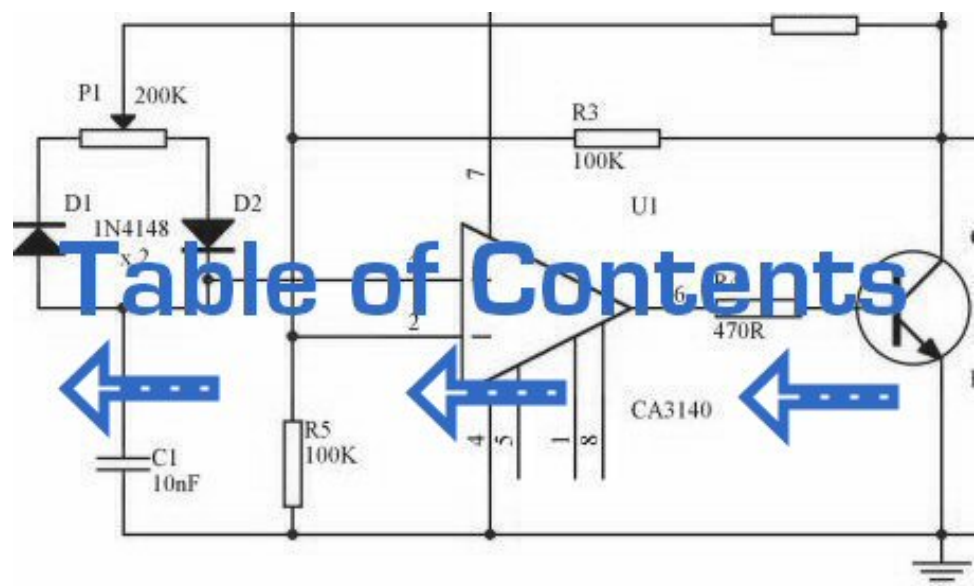 P1 200K
R3
100K
7
U1
D1
D2
1N4148
x 2
Table of Contents
6
2
470R
CA3140
4 5 1 8
R5
100K
C1
10nF